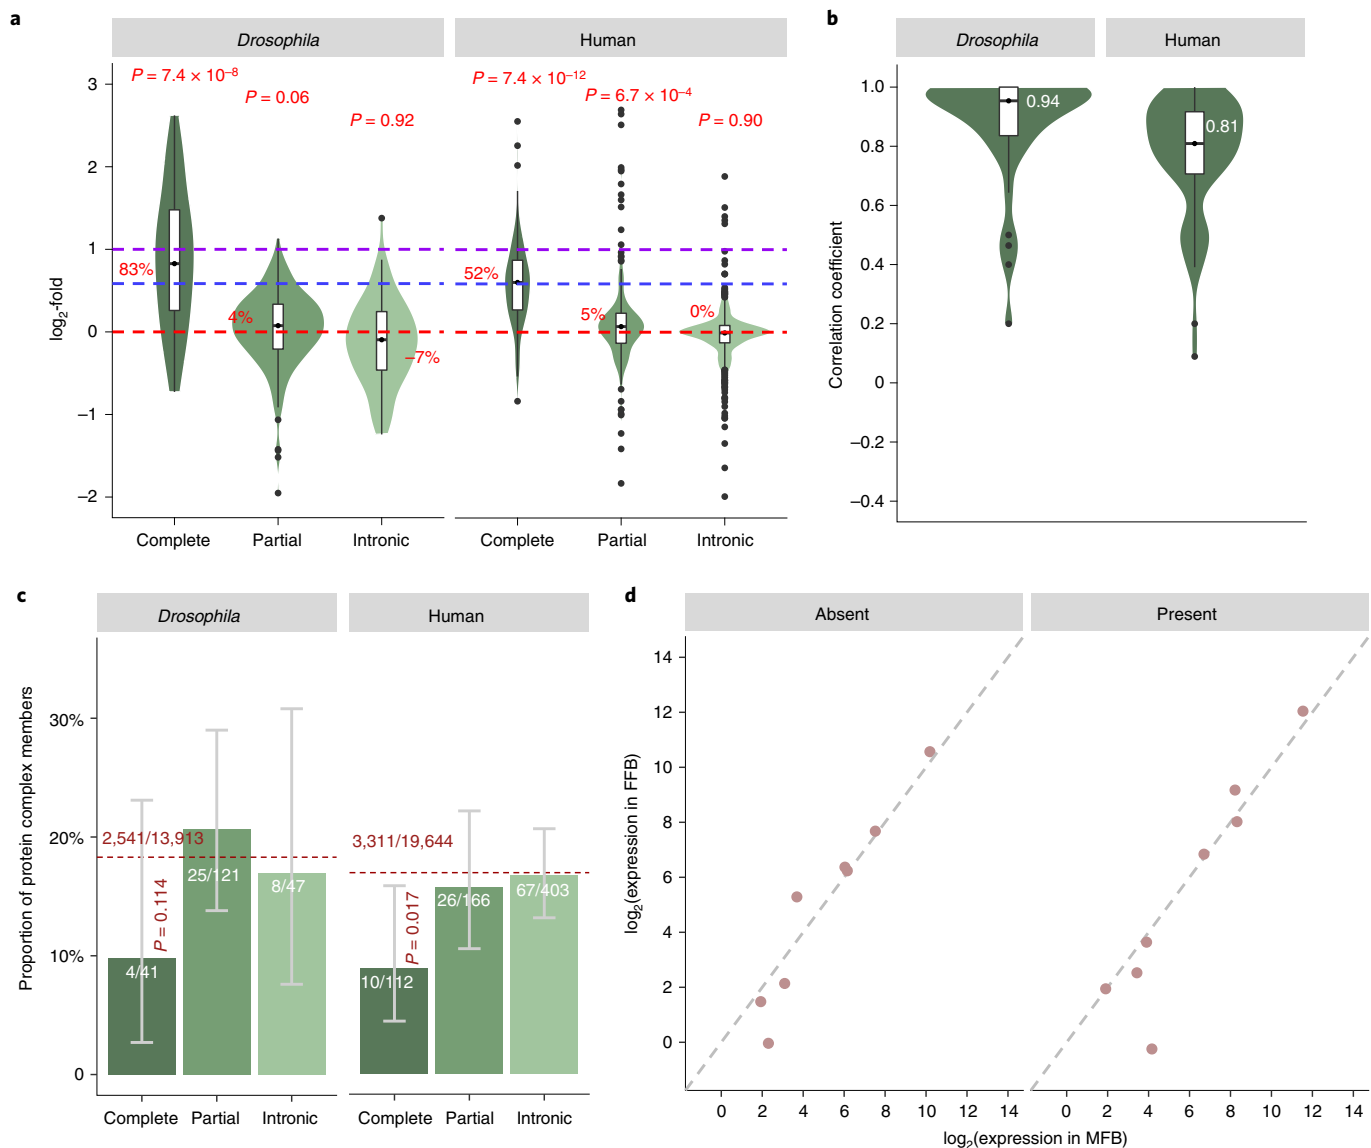 a
Drosophila
Human
P = 7.4 × 10⁻⁸
P = 0.06
P = 0.92
P = 7.4 × 10⁻¹²
P = 6.7 × 10⁻⁴
P = 0.90
log₂-fold
3
2
1
0
–1
–2
83%
4%
–7%
52%
5%
0%
Complete
Partial
Intronic
Complete
Partial
Intronic
b
Drosophila
Human
Correlation coefficient
1.0
0.8
0.6
0.4
0.2
0
–0.2
–0.4
0.94
0.81
c
Drosophila
Human
Proportion of protein complex members
30%
20%
10%
0
2,541/13,913
P = 0.114
4/41
25/121
8/47
3,311/19,644
P = 0.017
10/112
26/166
67/403
Complete
Partial
Intronic
Complete
Partial
Intronic
d
Absent
Present
log₂(expression in FFB)
14
12
10
8
6
4
2
0
0 2 4 6 8 10 12 14
0 2 4 6 8 10 12 14
log₂(expression in MFB)